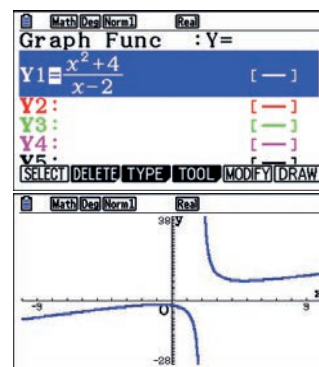 Math Deg Norm1 Real
Graph Func :Y=
Y1=x²+4/x-2 [—]
Y2: [—]
Y3: [—]
Y4: [—]
Y5: [—]
SELECT DELETE TYPE TOOL MODIFY DRAW
Math Deg Norm1 Real
38 y
-9 O 9 x
-28